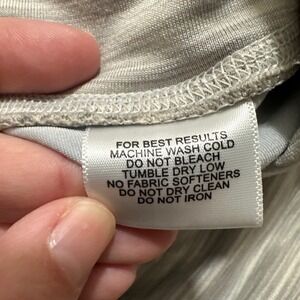 FOR BEST RESULTS
MACHINE WASH COLD
DO NOT BLEACH
TUMBLE DRY LOW
NO FABRIC SOFTENERS
DO NOT DRY CLEAN
DO NOT IRON